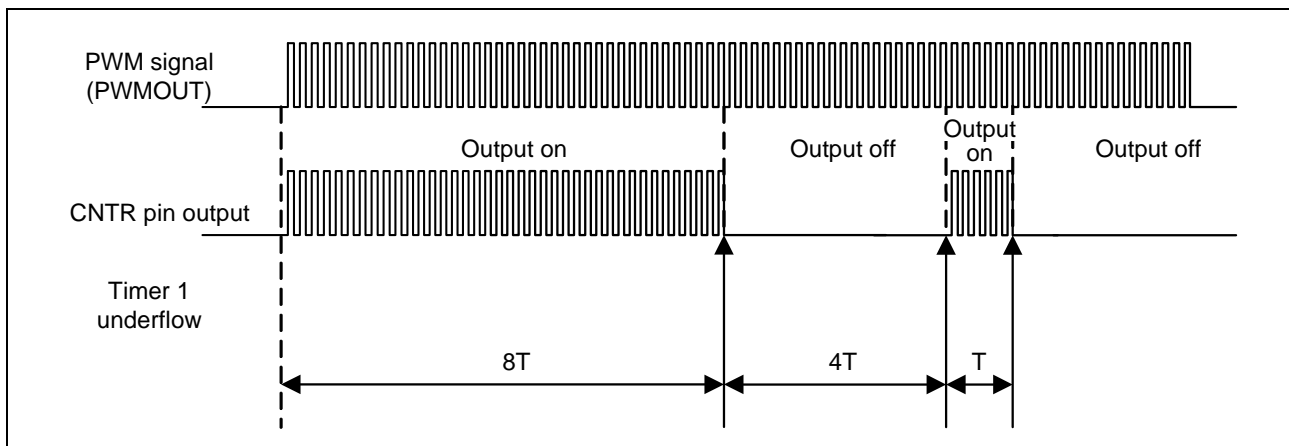 PWM signal
(PWMOUT)
Output on
Output off
Output
on
Output off
CNTR pin output
Timer 1
underflow
8T
4T
T